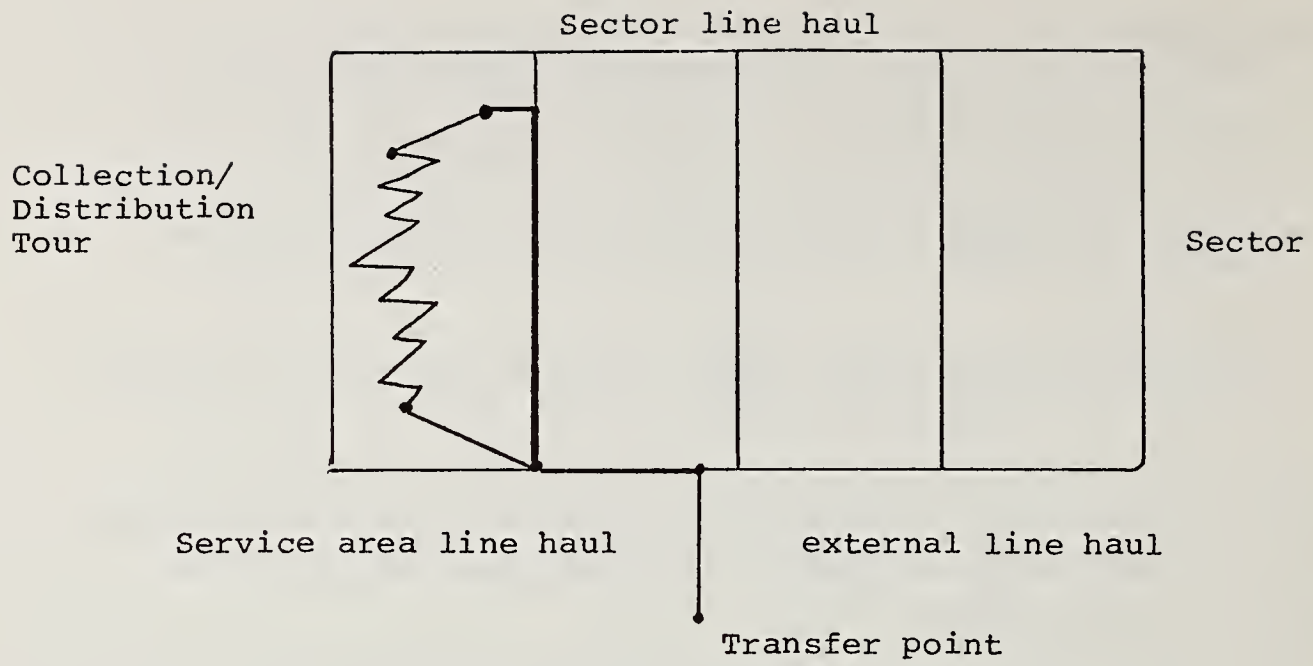 Sector line haul
Collection/
Distribution
Tour
Sector
Service area line haul
external line haul
Transfer point